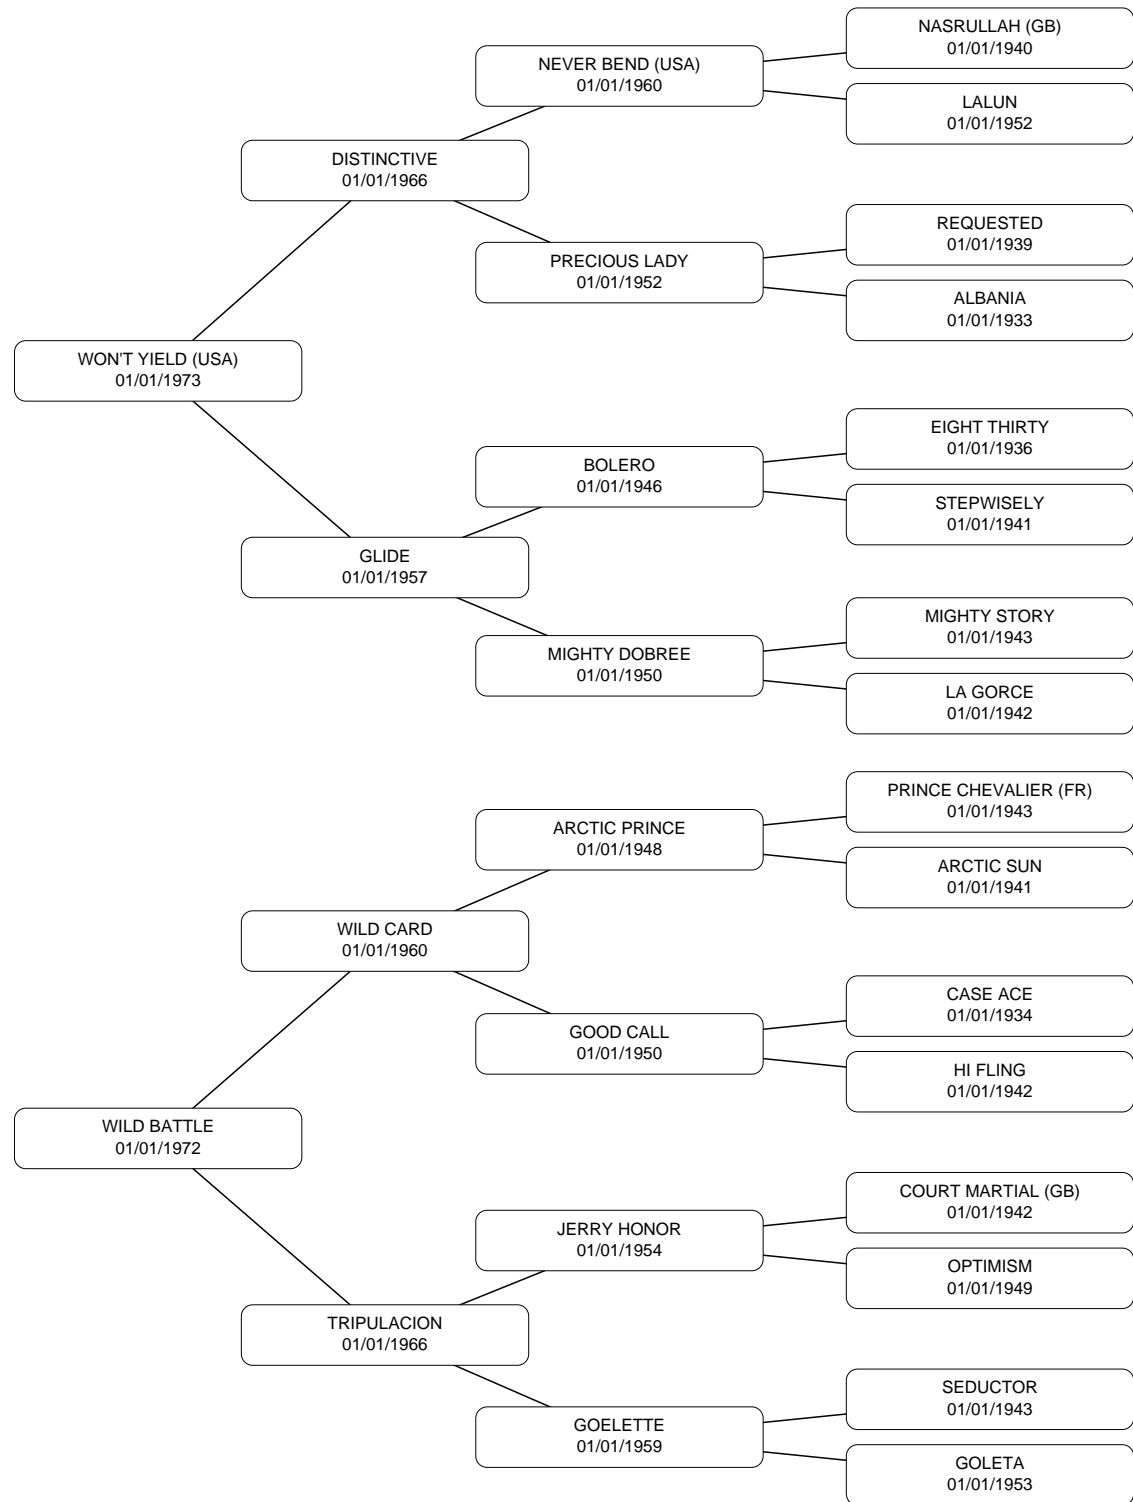 NASRULLAH (GB)
01/01/1940
NEVER BEND (USA)
01/01/1960
LALUN
01/01/1952
DISTINCTIVE
01/01/1966
REQUESTED
01/01/1939
PRECIOUS LADY
01/01/1952
ALBANIA
01/01/1933
WON'T YIELD (USA)
01/01/1973
EIGHT THIRTY
01/01/1936
BOLERO
01/01/1946
STEPWISELY
01/01/1941
GLIDE
01/01/1957
MIGHTY STORY
01/01/1943
MIGHTY DOBREE
01/01/1950
LA GORCE
01/01/1942
PRINCE CHEVALIER (FR)
01/01/1943
ARCTIC PRINCE
01/01/1948
ARCTIC SUN
01/01/1941
WILD CARD
01/01/1960
CASE ACE
01/01/1934
GOOD CALL
01/01/1950
HI FLING
01/01/1942
WILD BATTLE
01/01/1972
COURT MARTIAL (GB)
01/01/1942
JERRY HONOR
01/01/1954
OPTIMISM
01/01/1949
TRIPULACION
01/01/1966
SEDUCTOR
01/01/1943
GOELETTE
01/01/1959
GOLETA
01/01/1953